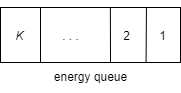 K ... 2 1
energy queue